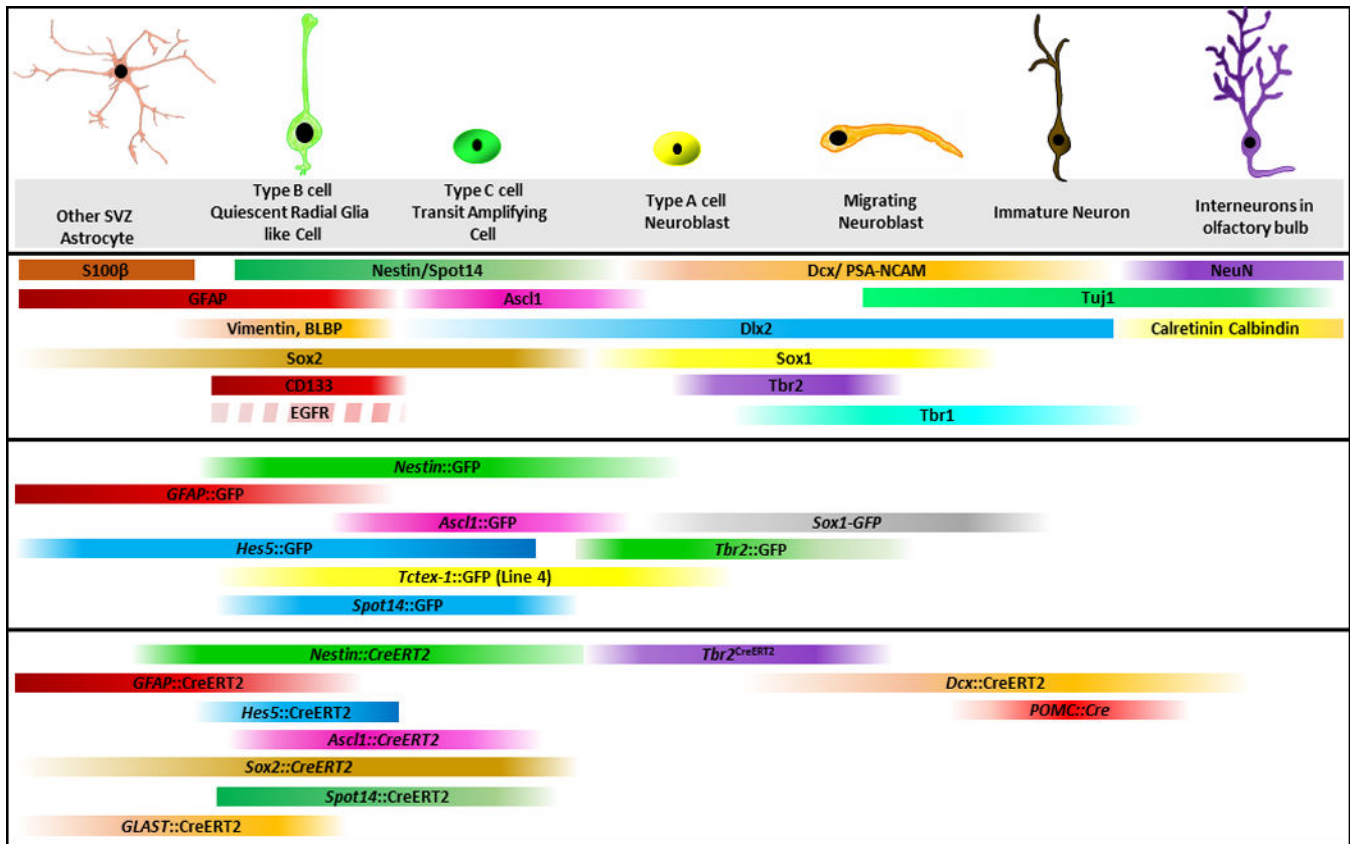 Other SVZ
Astrocyte
Type B cell
Quiescent Radial Glia
like Cell
Type C cell
Transit Amplifying
Cell
Type A cell
Neuroblast
Migrating
Neuroblast
Immature Neuron
Interneurons in
olfactory bulb
S100β
Nestin/Spot14
Dcx/ PSA-NCAM
NeuN
GFAP
Ascl1
Tuj1
Vimentin, BLBP
Dlx2
Calretinin Calbindin
Sox2
Sox1
CD133
Tbr2
EGFR
Tbr1
Nestin::GFP
GFAP::GFP
Ascl1::GFP
Sox1-GFP
Hes5::GFP
Tbr2::GFP
Tctex-1::GFP (Line 4)
Spot14::GFP
Nestin::CreERT2
Tbr2CreERT2
GFAP::CreERT2
Dcx::CreERT2
Hes5::CreERT2
POMC::Cre
Ascl1::CreERT2
Sox2::CreERT2
Spot14::CreERT2
GLAST::CreERT2